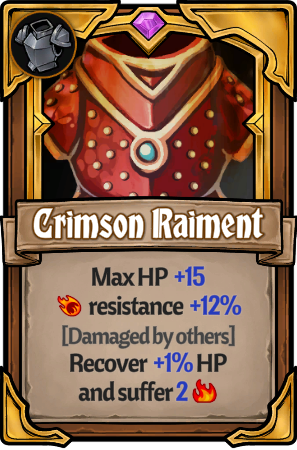 Crimson Raiment
Max HP +15
resistance +12%
[Damaged by others]
Recover +1% HP
and suffer 2